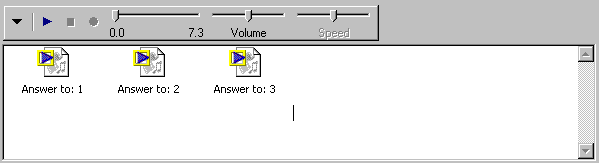 0.0 7.3 Volume Speed
Answer to: 1 Answer to: 2 Answer to: 3